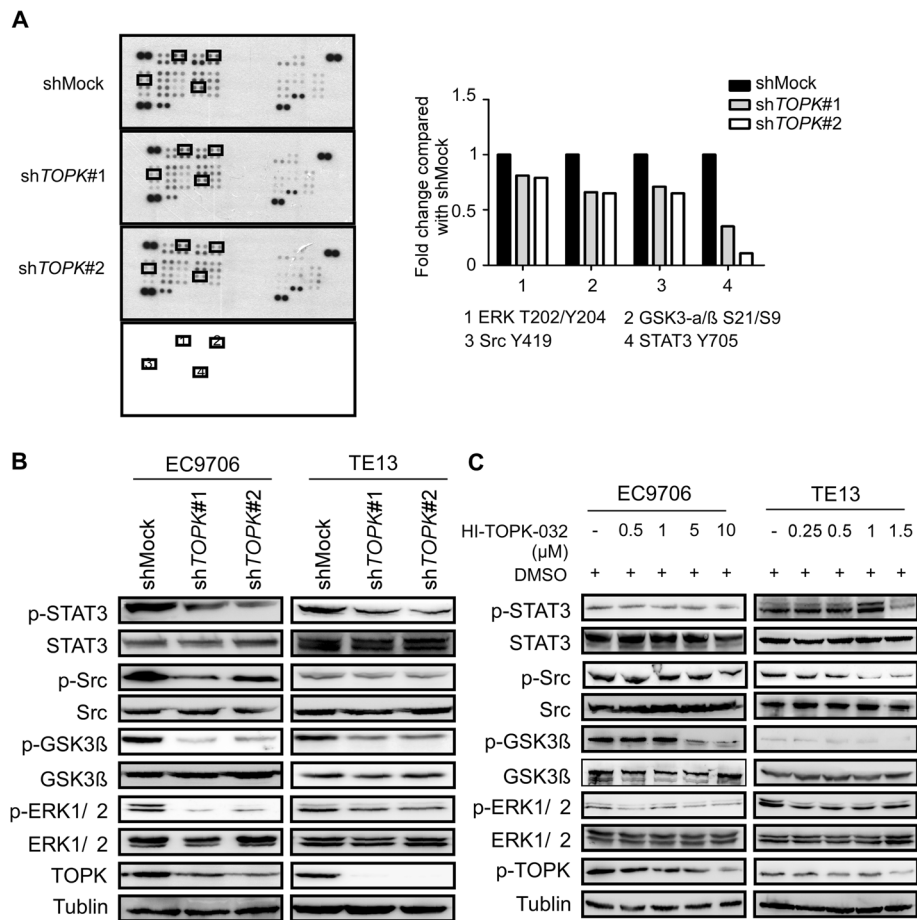 A
shMock
shTOPK#1
shTOPK#2
1
2
3
4
Fold change compared
with shMock
1.5
1
0.5
0
shMock
shTOPK#1
shTOPK#2
1 2 3 4
1 ERK T202/Y204 2 GSK3-a/ß S21/S9
3 Src Y419 4 STAT3 Y705
B
EC9706 TE13
shMock shTOPK#1 shTOPK#2 shMock shTOPK#1 shTOPK#2
p-STAT3
STAT3
p-Src
Src
p-GSK3ß
GSK3ß
p-ERK1/ 2
ERK1/ 2
TOPK
Tublin
C
EC9706 TE13
HI-TOPK-032 - 0.5 1 5 10 - 0.25 0.5 1 1.5
(µM)
DMSO + + + + + + + + + +
p-STAT3
STAT3
p-Src
Src
p-GSK3ß
GSK3ß
p-ERK1/ 2
ERK1/ 2
p-TOPK
Tublin